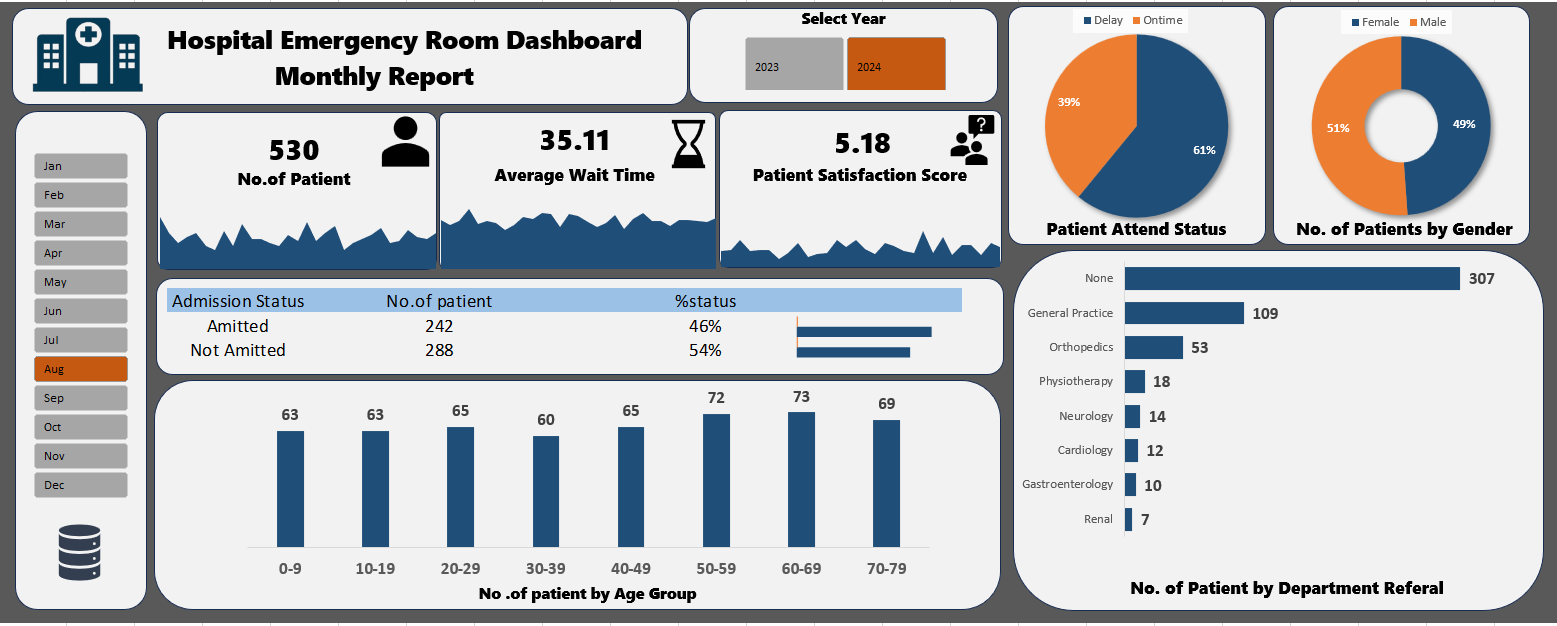 Hospital Emergency Room Dashboard
Monthly Report
Select Year
2023
2024
Delay
Ontime
39%
61%
Patient Attend Status
Female
Male
51%
49%
No. of Patients by Gender
Jan
Feb
Mar
Apr
May
Jun
Jul
Aug
Sep
Oct
Nov
Dec
530
No.of Patient
35.11
Average Wait Time
?
5.18
Patient Satisfaction Score
Admission Status No.of patient %status
Amitted 242 46%
Not Amitted 288 54%
63 63 65 60 65 72 73 69
0-9 10-19 20-29 30-39 40-49 50-59 60-69 70-79
No .of patient by Age Group
None 307
General Practice 109
Orthopedics 53
Physiotherapy 18
Neurology 14
Cardiology 12
Gastroenterology 10
Renal 7
No. of Patient by Department Referal